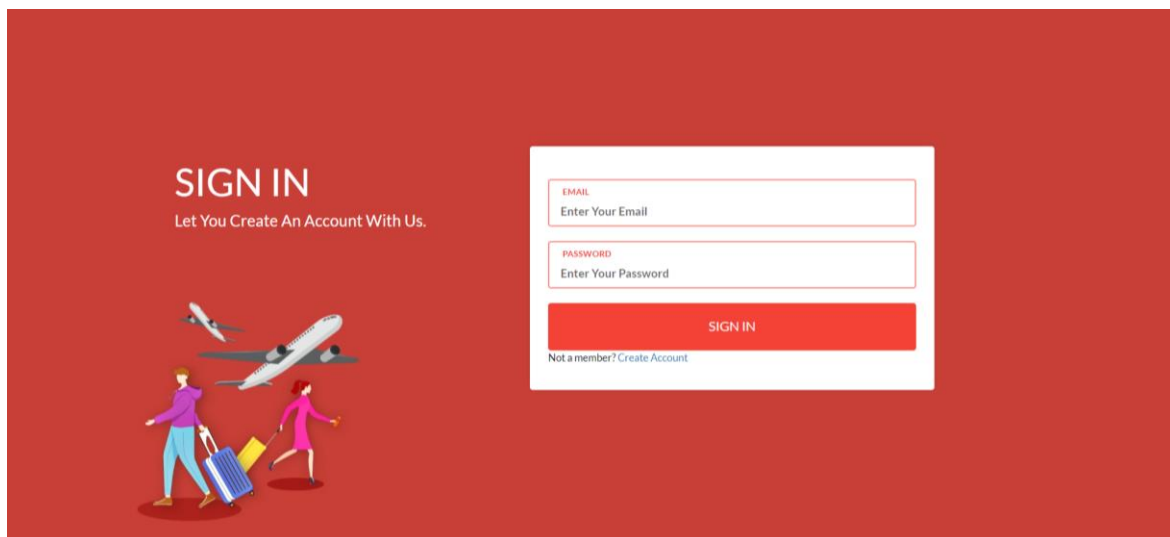 SIGN IN
Let You Create An Account With Us.
EMAIL
Enter Your Email
PASSWORD
Enter Your Password
SIGN IN
Not a member? Create Account